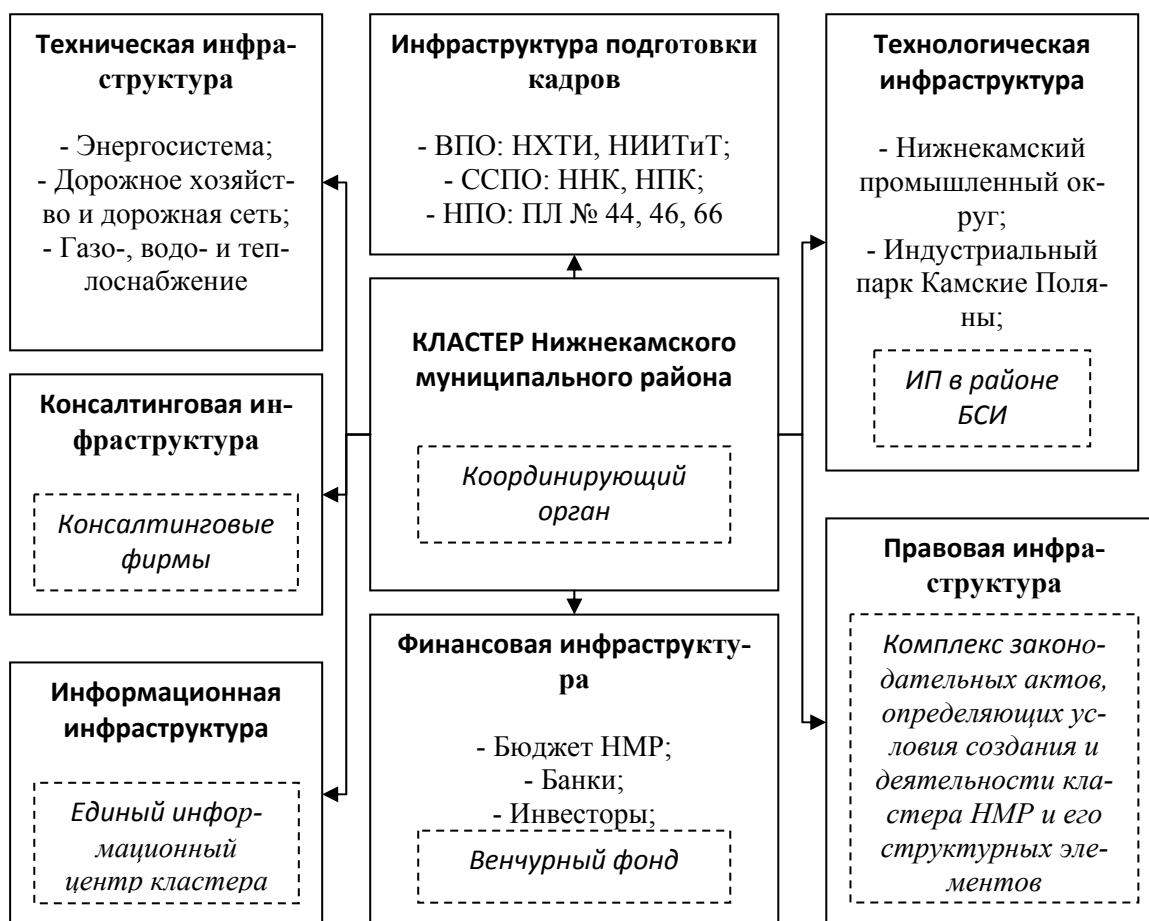 Техническая инфра-
структура
- Энергосистема;
- Дорожное хозяйст-
во и дорожная сеть;
- Газо-, водо- и теп-
лоснабжение
Инфраструктура подготовки
кадров
- ВПО: НХТИ, НИИТиТ;
- ССПО: ННК, НПК;
- НПО: ПЛ № 44, 46, 66
Технологическая
инфраструктура
- Нижнекамский
промышленный ок-
руг;
- Индустриальный
парк Камские Поля-
ны;
ИП в районе
БСИ
КЛАСТЕР Нижнекамского
муниципального района
Координирующий
орган
Консалтинговая ин-
фраструктура
Консалтинговые
фирмы
Правовая инфра-
структура
Комплекс законо-
дательных актов,
определяющих ус-
ловия создания и
деятельности кла-
стера НМР и его
структурных эле-
ментов
Информационная
инфраструктура
Единый инфор-
мационный
центр кластера
Финансовая инфраструкту-
ра
- Бюджет НМР;
- Банки;
- Инвесторы;
Венчурный фонд